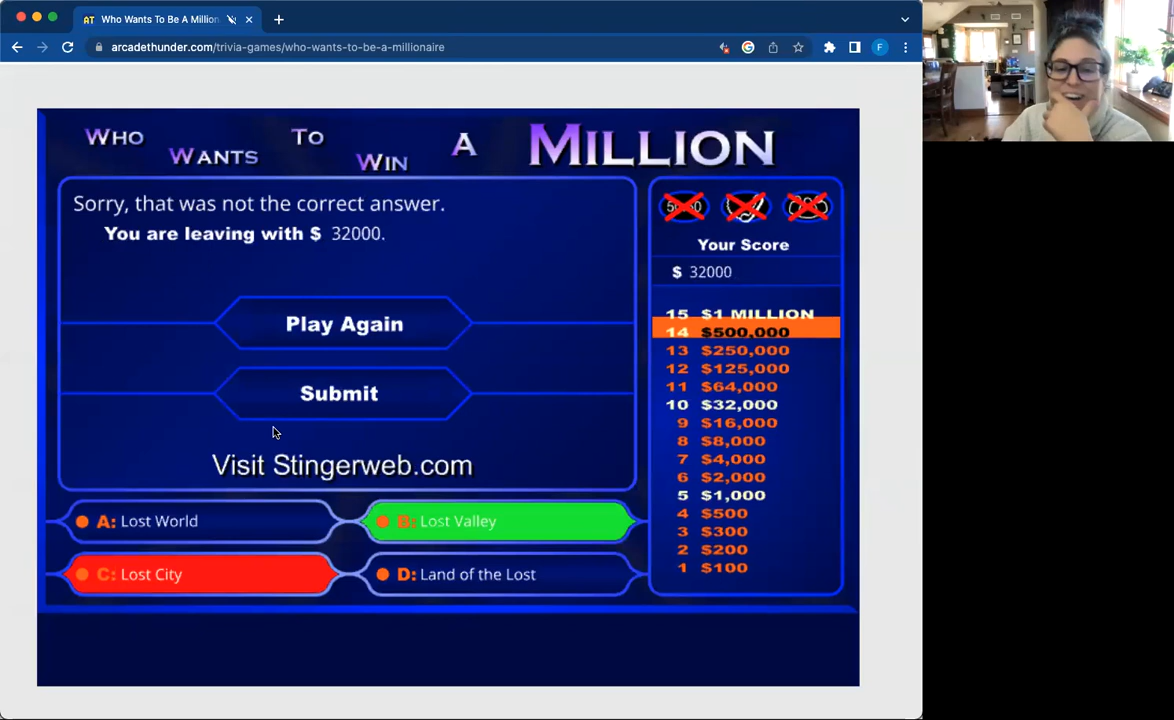 Who Wants To Be A Million
arcadethunder.com/trivia-games/who-wants-to-be-a-millionaire
F
WHO WANTS TO WIN A MILLION
Sorry, that was not the correct answer.
You are leaving with $ 32000.
Play Again
Submit
Visit Stingerweb.com
A: Lost World
B: Lost Valley
C: Lost City
D: Land of the Lost
Your Score
$ 32000
15 $1 MILLION
14 $500,000
13 $250,000
12 $125,000
11 $64,000
10 $32,000
9 $16,000
8 $8,000
7 $4,000
6 $2,000
5 $1,000
4 $500
3 $300
2 $200
1 $100